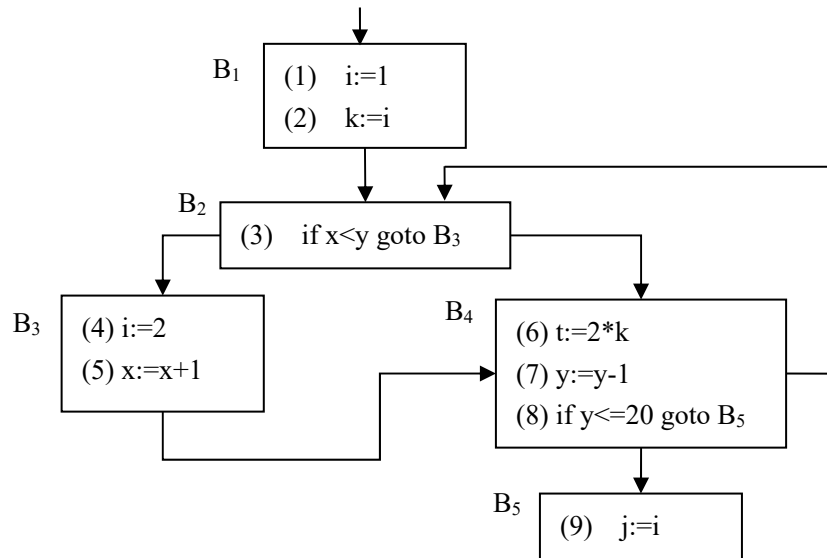 B₁
(1) i:=1
(2) k:=i
B₂
(3) if x<y goto B₃
B₃
(4) i:=2
(5) x:=x+1
B₄
(6) t:=2*k
(7) y:=y-1
(8) if y<=20 goto B₅
B₅
(9) j:=i